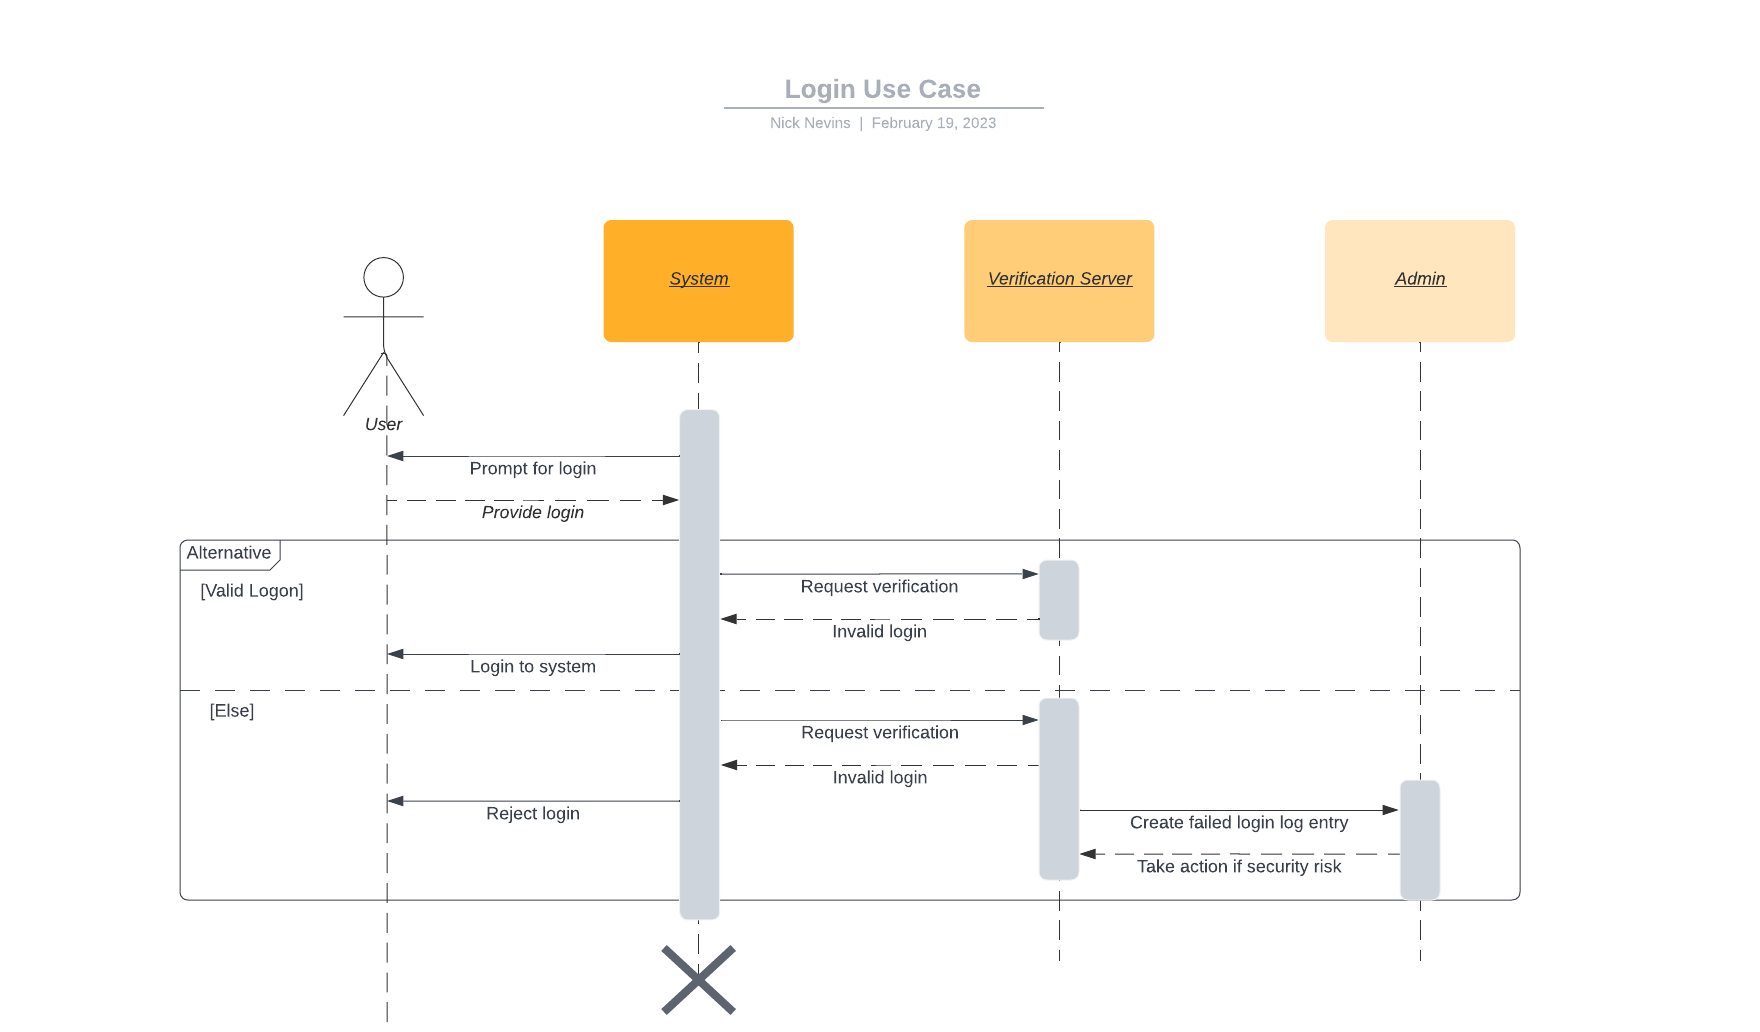 Login Use Case
Nick Nevins | February 19, 2023
System
Verification Server
Admin
User
Prompt for login
Provide login
Alternative
[Valid Logon]
Request verification
Invalid login
Login to system
[Else]
Request verification
Invalid login
Reject login
Create failed login log entry
Take action if security risk